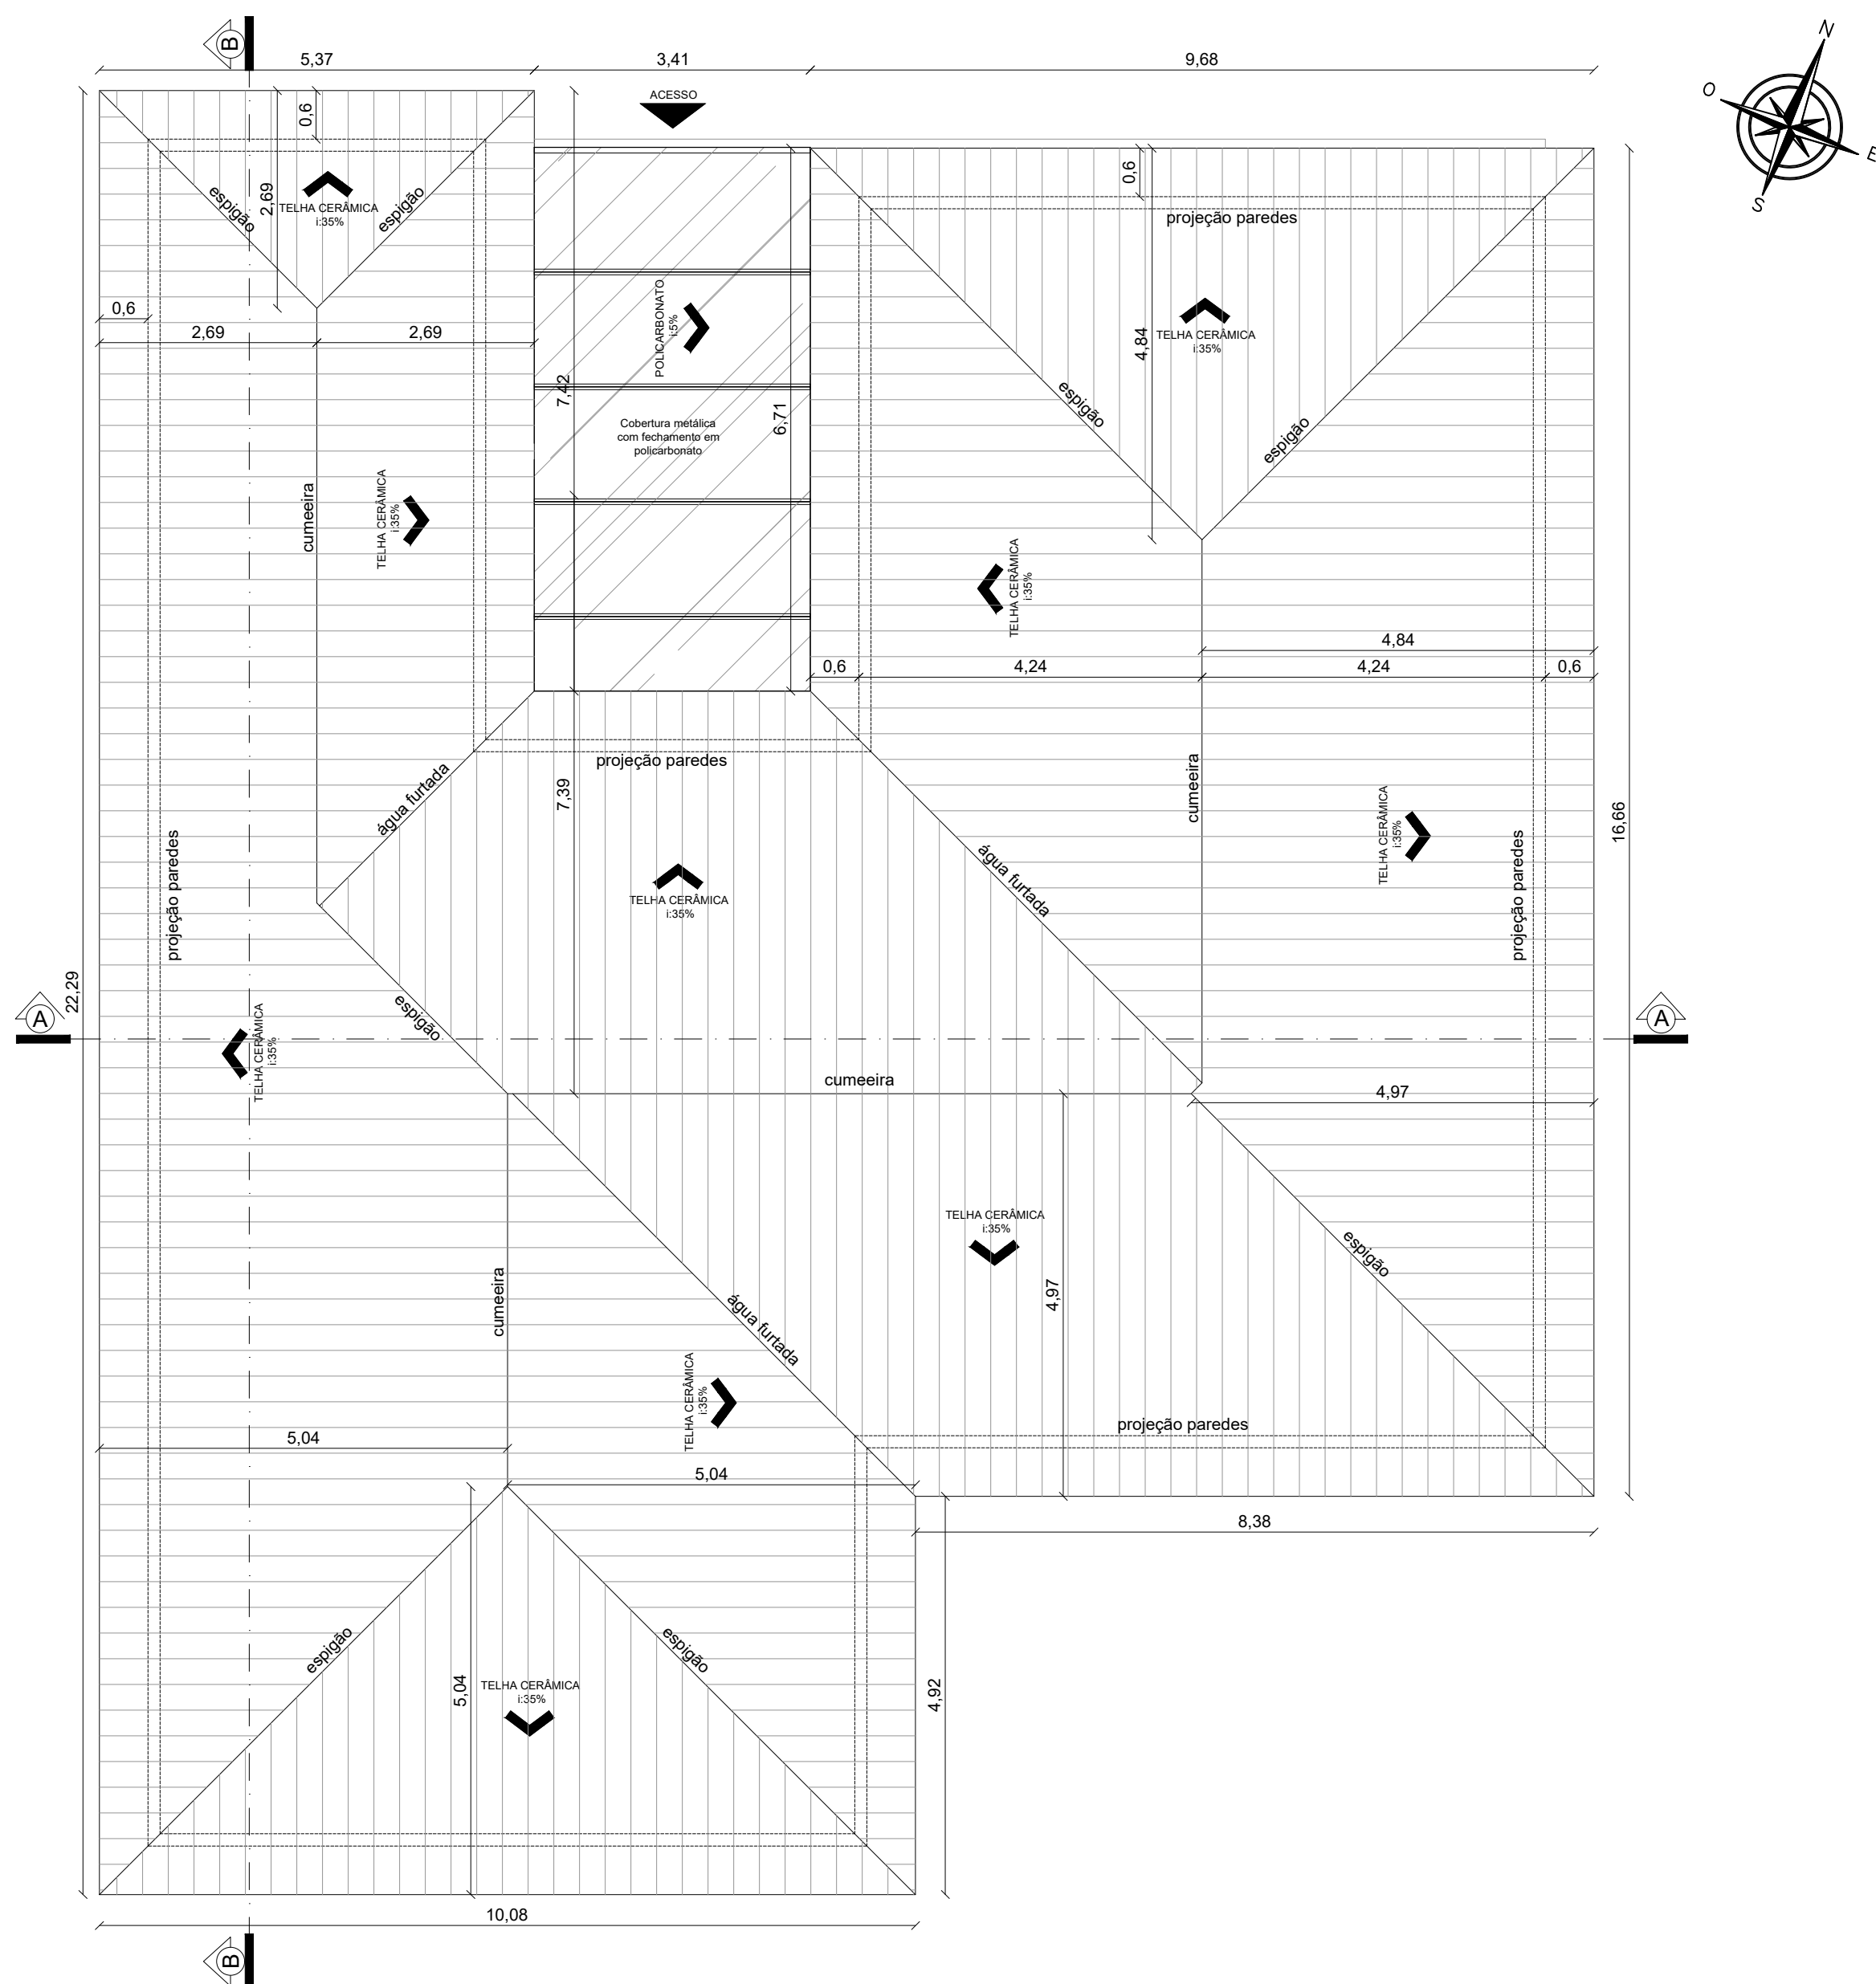 B
5,37
3,41
9,68
N
O
E
S
ACESSO
0,6
2,69
espigão
espigão
TELHA CERÂMICA
i:35%
0,6
projeção paredes
0,6
2,69
2,69
POLICARBONATO
i:5%
4,84
TELHA CERÂMICA
i:35%
7,42
6,71
Cobertura metálica
com fechamento em
policarbonato
espigão
espigão
cumeeira
TELHA CERÂMICA
i:35%
TELHA CERÂMICA
i:35%
4,84
0,6
4,24
4,24
0,6
projeção paredes
7,39
água furtada
cumeeira
TELHA CERÂMICA
i:35%
16,66
projeção paredes
TELHA CERÂMICA
i:35%
água furtada
projeção paredes
22,29
espigão
A
A
TELHA CERÂMICA
i:35%
cumeeira
4,97
TELHA CERÂMICA
i:35%
espigão
4,97
cumeeira
água furtada
TELHA CERÂMICA
i:35%
projeção paredes
5,04
5,04
8,38
espigão
espigão
5,04
TELHA CERÂMICA
i:35%
4,92
10,08
B